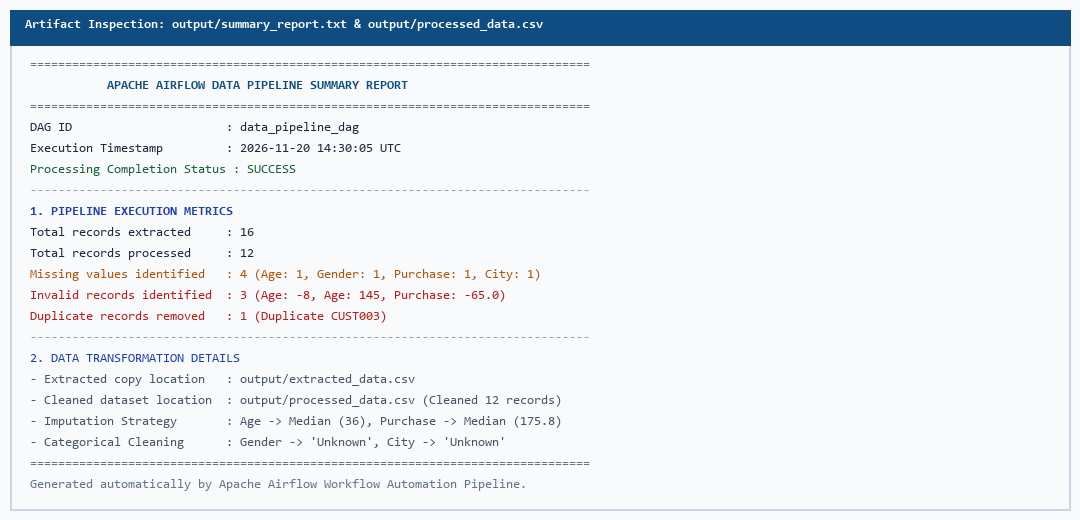 Artifact Inspection: output/summary_report.txt & output/processed_data.csv
================================================================================
APACHE AIRFLOW DATA PIPELINE SUMMARY REPORT
================================================================================
DAG ID                      : data_pipeline_dag
Execution Timestamp         : 2026-11-20 14:30:05 UTC
Processing Completion Status : SUCCESS
--------------------------------------------------------------------------------
1. PIPELINE EXECUTION METRICS
Total records extracted     : 16
Total records processed     : 12
Missing values identified   : 4 (Age: 1, Gender: 1, Purchase: 1, City: 1)
Invalid records identified  : 3 (Age: -8, Age: 145, Purchase: -65.0)
Duplicate records removed   : 1 (Duplicate CUST003)
--------------------------------------------------------------------------------
2. DATA TRANSFORMATION DETAILS
- Extracted copy location   : output/extracted_data.csv
- Cleaned dataset location  : output/processed_data.csv (Cleaned 12 records)
- Imputation Strategy       : Age -> Median (36), Purchase -> Median (175.8)
- Categorical Cleaning      : Gender -> 'Unknown', City -> 'Unknown'
================================================================================
Generated automatically by Apache Airflow Workflow Automation Pipeline.